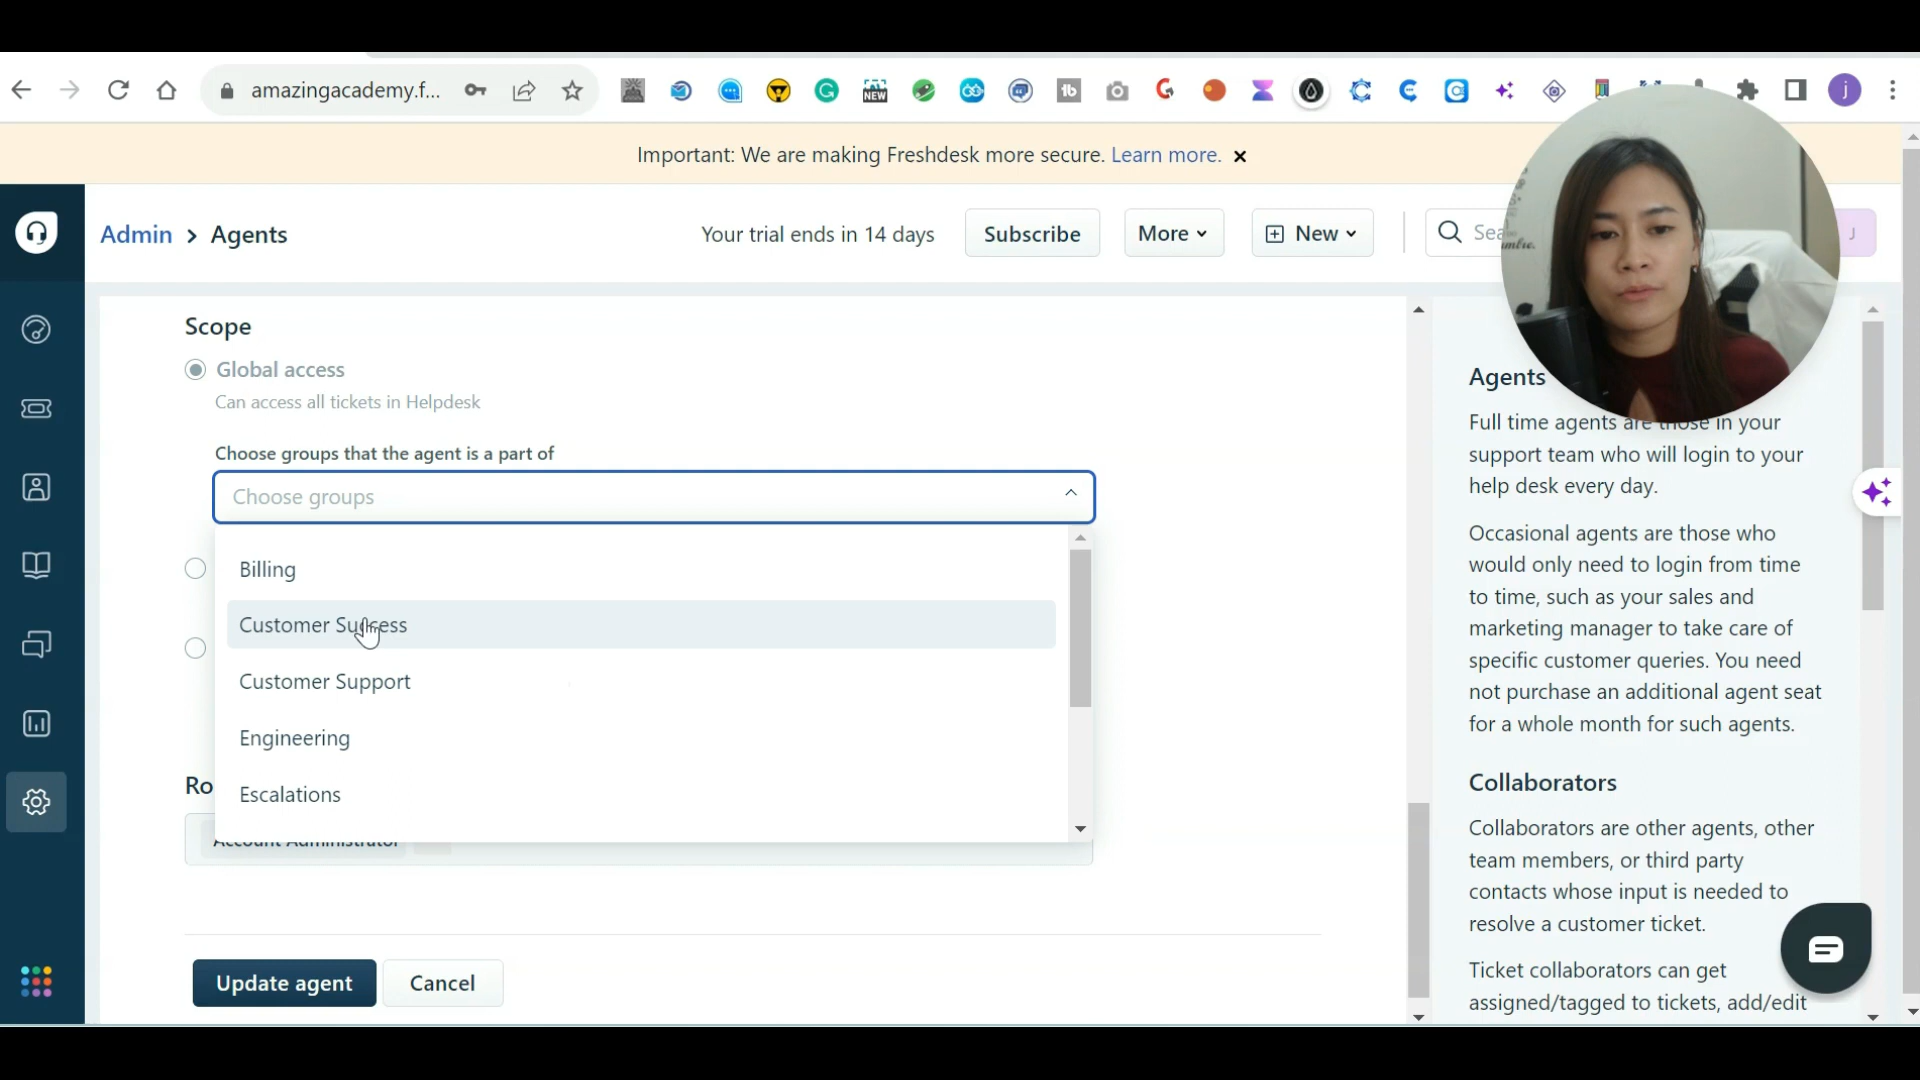 amazingacademy.f...
NEW
tb
j
Important: We are making Freshdesk more secure. Learn more.
Admin > Agents
Your trial ends in 14 days
Subscribe
More
New
J
Scope
Global access
Can access all tickets in Helpdesk
Choose groups that the agent is a part of
Choose groups
Billing
Customer Success
Customer Support
Engineering
Escalations
Ro
Account Administrator
Update agent
Cancel
Agents
Full time agents are those in your
support team who will login to your
help desk every day.
Occasional agents are those who
would only need to login from time
to time, such as your sales and
marketing manager to take care of
specific customer queries. You need
not purchase an additional agent seat
for a whole month for such agents.
Collaborators
Collaborators are other agents, other
team members, or third party
contacts whose input is needed to
resolve a customer ticket.
Ticket collaborators can get
assigned/tagged to tickets, add/edit